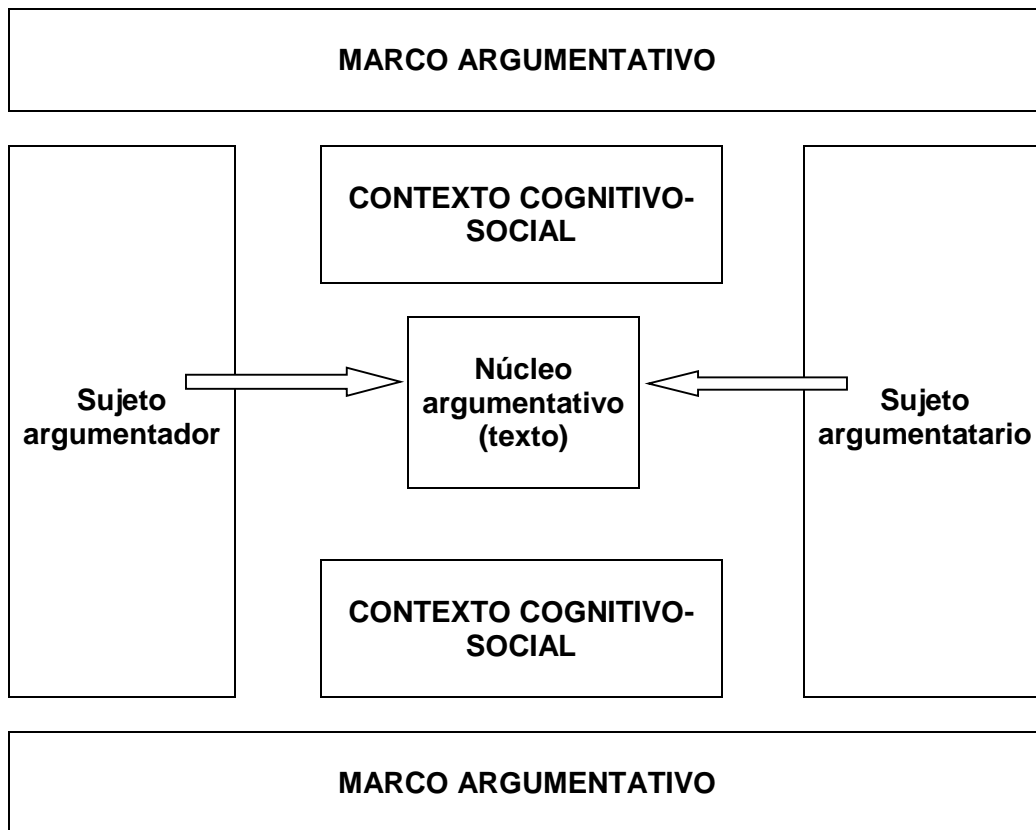 MARCO ARGUMENTATIVO
CONTEXTO COGNITIVO-
SOCIAL
Sujeto
argumentador
Núcleo
argumentativo
(texto)
Sujeto
argumentatario
CONTEXTO COGNITIVO-
SOCIAL
MARCO ARGUMENTATIVO